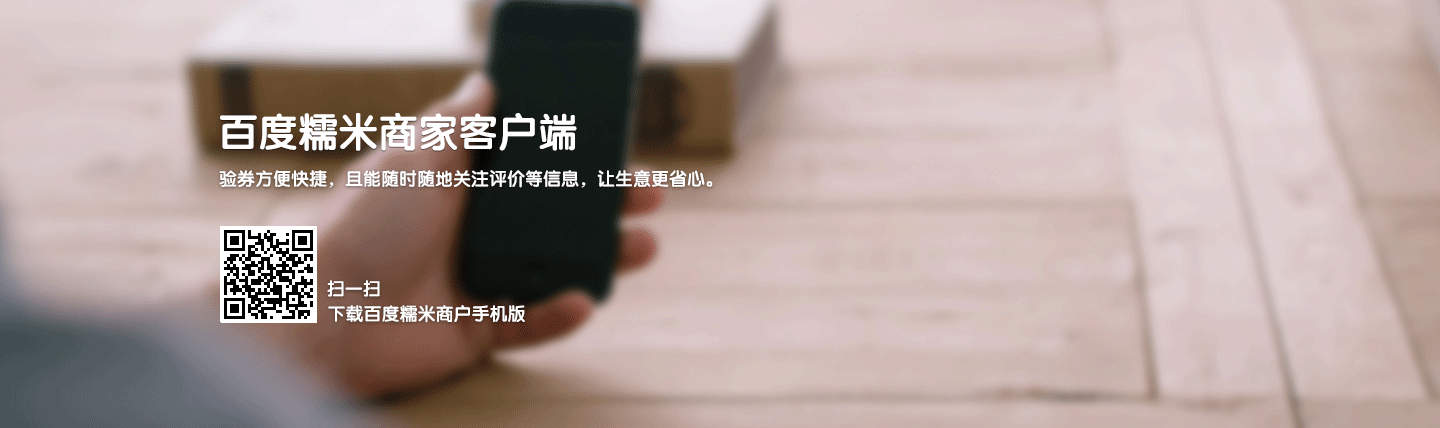 百度糯米商家客户端
验券方便快捷，且能随时随地关注评价等信息，让生意更省心。
扫一扫
下载百度糯米商户手机版